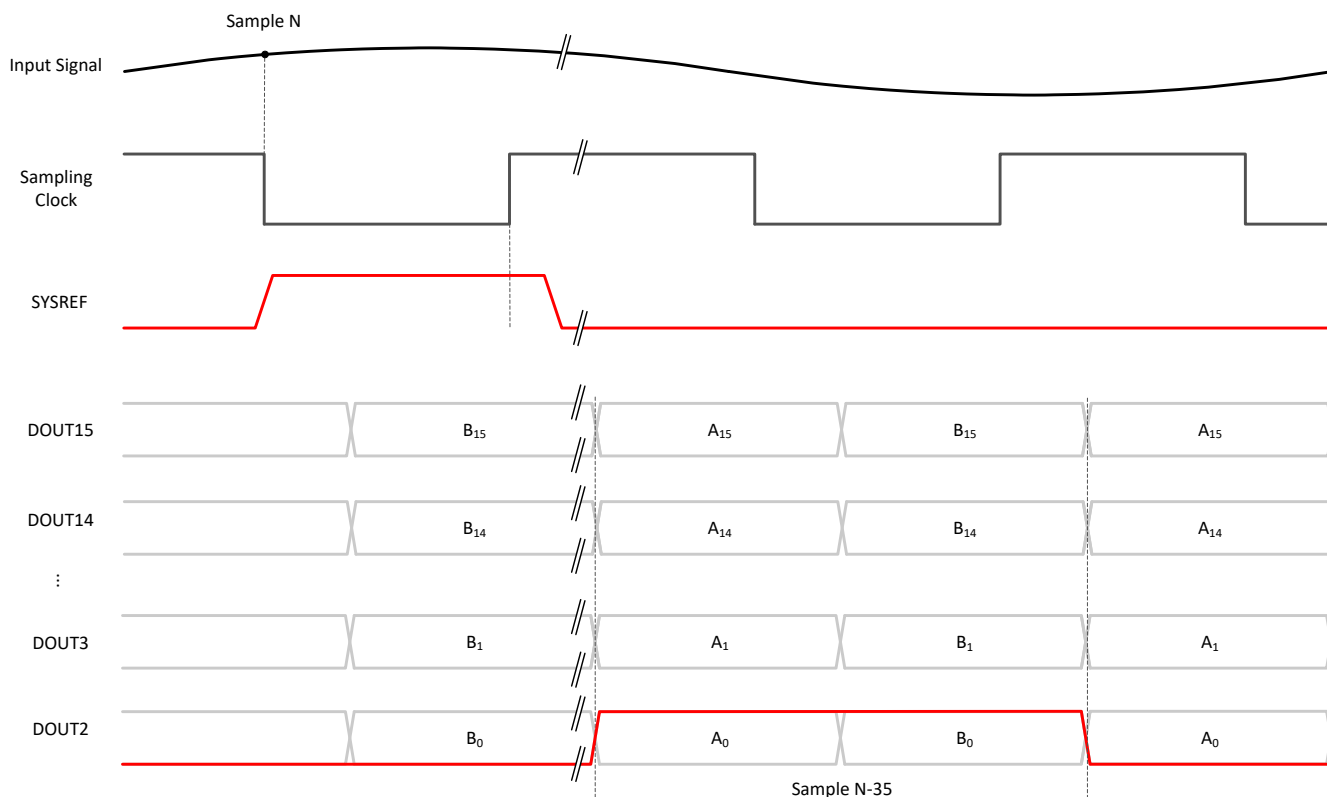 Sample N
Input Signal
Sampling
Clock
SYSREF
DOUT15
B₁₅
A₁₅
B₁₅
A₁₅
DOUT14
B₁₄
A₁₄
B₁₄
A₁₄
⋮
DOUT3
B₁
A₁
B₁
A₁
DOUT2
B₀
A₀
B₀
A₀
Sample N-35